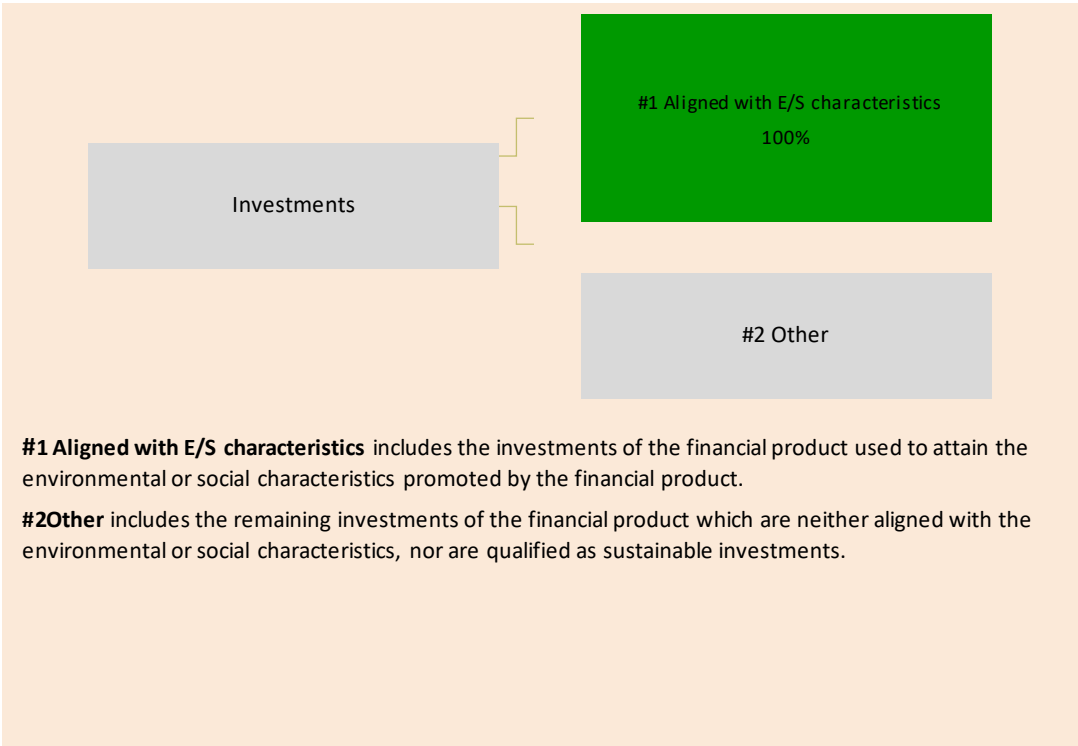 #1 Aligned with E/S characteristics
100%
Investments
#2 Other
#1 Aligned with E/S characteristics includes the investments of the financial product used to attain the
environmental or social characteristics promoted by the financial product.
#2Other includes the remaining investments of the financial product which are neither aligned with the
environmental or social characteristics, nor are qualified as sustainable investments.